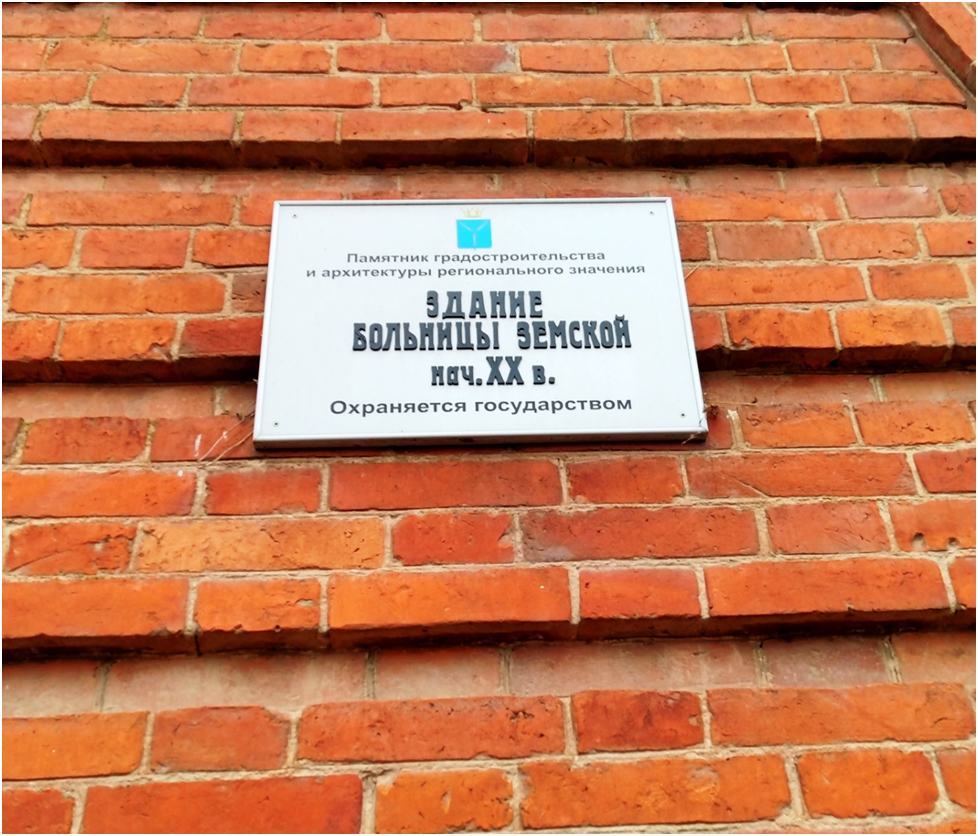 Памятник градостроительства
и архитектуры регионального значения
ЗДАНИЕ
БОЛЬНИЦЫ ЗЕМСКОЙ
нач. XX в.
Охраняется государством